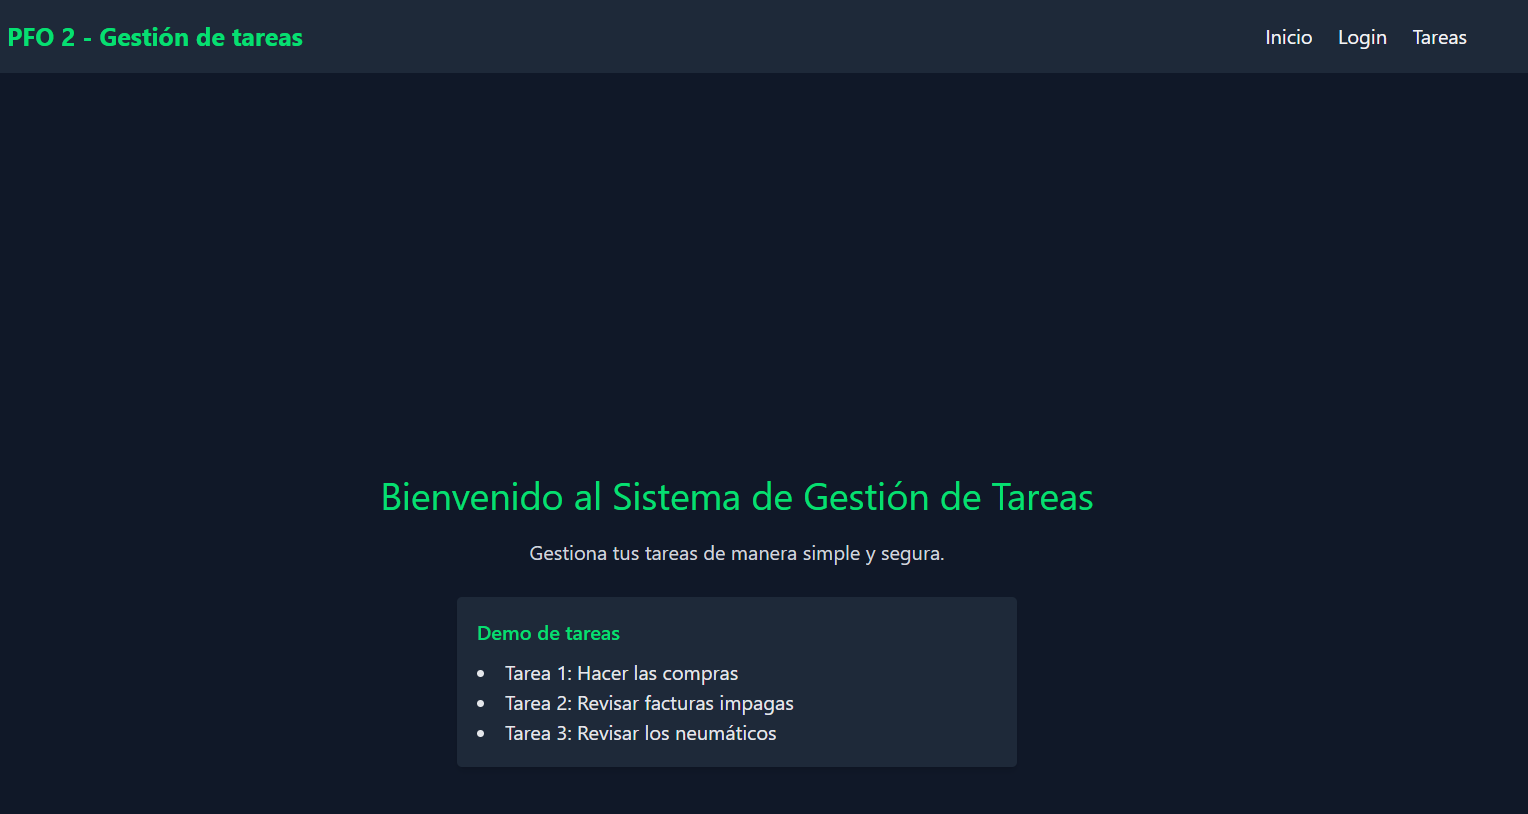 PFO 2 - Gestión de tareas
Inicio Login Tareas
Bienvenido al Sistema de Gestión de Tareas
Gestiona tus tareas de manera simple y segura.
Demo de tareas
• Tarea 1: Hacer las compras
• Tarea 2: Revisar facturas impagas
• Tarea 3: Revisar los neumáticos